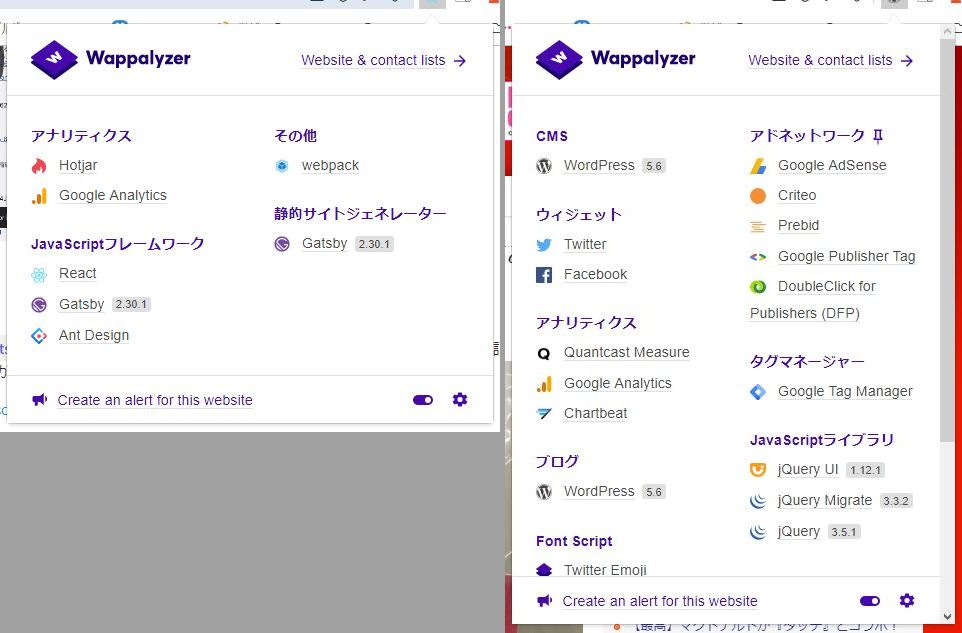 Wappalyzer
Website & contact lists →
アナリティクス
Hotjar
Google Analytics
JavaScriptフレームワーク
React
Gatsby 2.30.1
Ant Design
その他
webpack
静的サイトジェネレーター
Gatsby 2.30.1
Create an alert for this website
Wappalyzer
Website & contact lists →
CMS
WordPress 5.6
ウィジェット
Twitter
Facebook
アナリティクス
Quantcast Measure
Google Analytics
Chartbeat
ブログ
WordPress 5.6
Font Script
Twitter Emoji
アドネットワーク
Google AdSense
Criteo
Prebid
Google Publisher Tag
DoubleClick for
Publishers (DFP)
タグマネージャー
Google Tag Manager
JavaScriptライブラリ
jQuery UI 1.12.1
jQuery Migrate 3.3.2
jQuery 3.5.1
Create an alert for this website